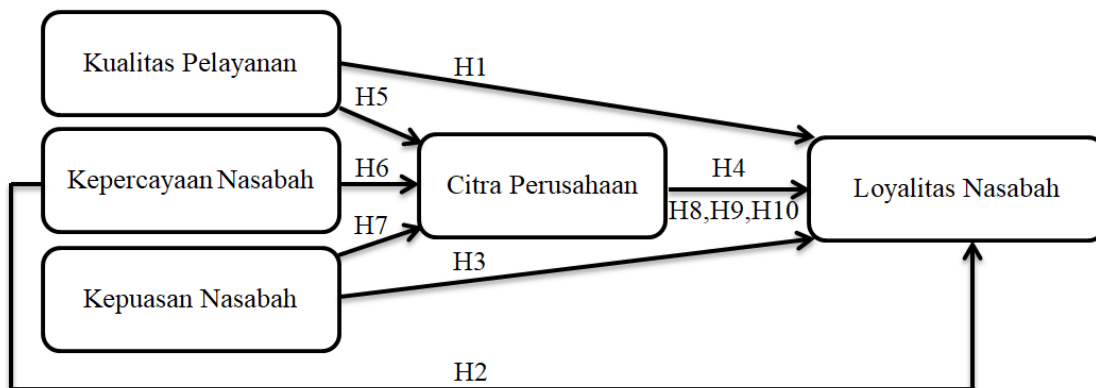 Kualitas Pelayanan
H1
H5
Kepercayaan Nasabah
H6
Citra Perusahaan
H4
H8,H9,H10
Loyalitas Nasabah
H7
Kepuasan Nasabah
H3
H2